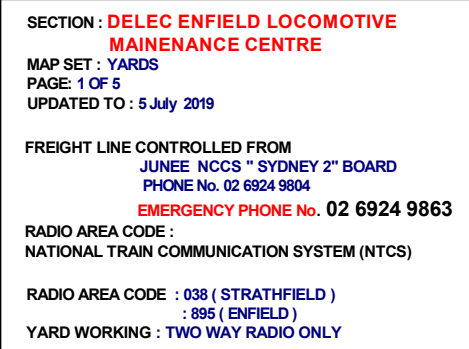 SECTION : DELEC ENFIELD LOCOMOTIVE
MAINENANCE CENTRE
MAP SET : YARDS
PAGE: 1 OF 5
UPDATED TO : 5 July 2019
FREIGHT LINE CONTROLLED FROM
JUNEE NCCS " SYDNEY 2" BOARD
PHONE No. 02 6924 9804
EMERGENCY PHONE No. 02 6924 9863
RADIO AREA CODE :
NATIONAL TRAIN COMMUNICATION SYSTEM (NTCS)
RADIO AREA CODE : 038 ( STRATHFIELD )
: 895 ( ENFIELD )
YARD WORKING : TWO WAY RADIO ONLY